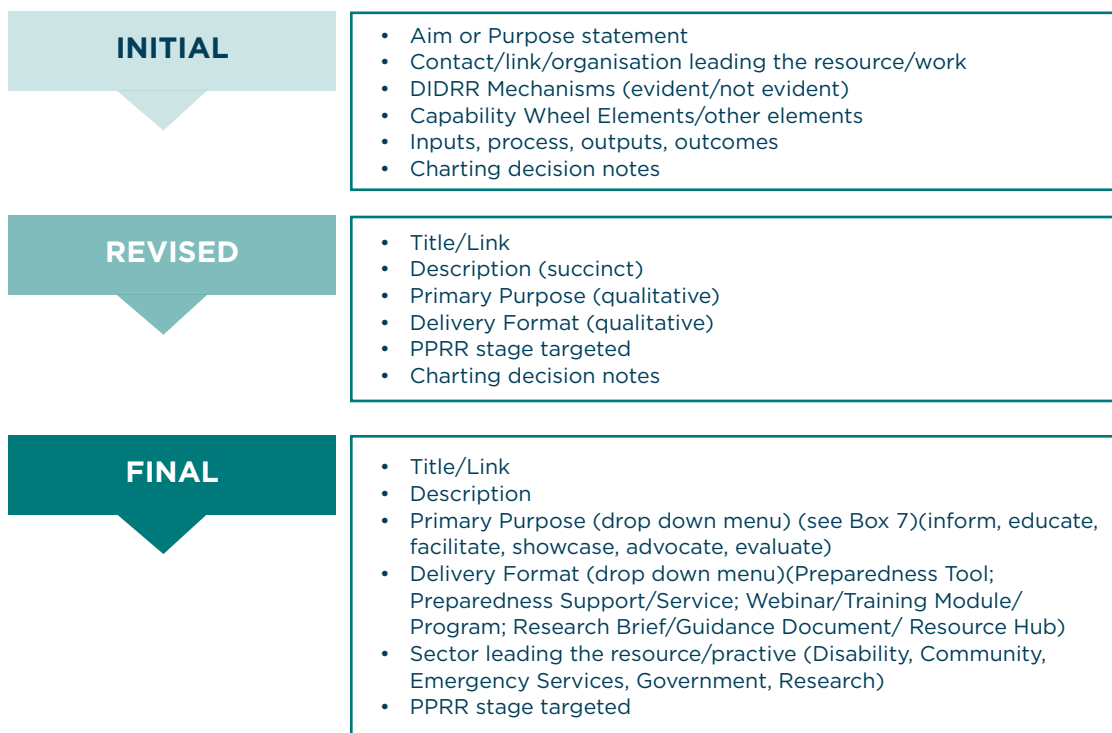 INITIAL
• Aim or Purpose statement
• Contact/link/organisation leading the resource/work
• DIDRR Mechanisms (evident/not evident)
• Capability Wheel Elements/other elements
• Inputs, process, outputs, outcomes
• Charting decision notes
REVISED
• Title/Link
• Description (succinct)
• Primary Purpose (qualitative)
• Delivery Format (qualitative)
• PPRR stage targeted
• Charting decision notes
FINAL
• Title/Link
• Description
• Primary Purpose (drop down menu) (see Box 7)(inform, educate,
facilitate, showcase, advocate, evaluate)
• Delivery Format (drop down menu)(Preparedness Tool;
Preparedness Support/Service; Webinar/Training Module/
Program; Research Brief/Guidance Document/ Resource Hub)
• Sector leading the resource/practive (Disability, Community,
Emergency Services, Government, Research)
• PPRR stage targeted